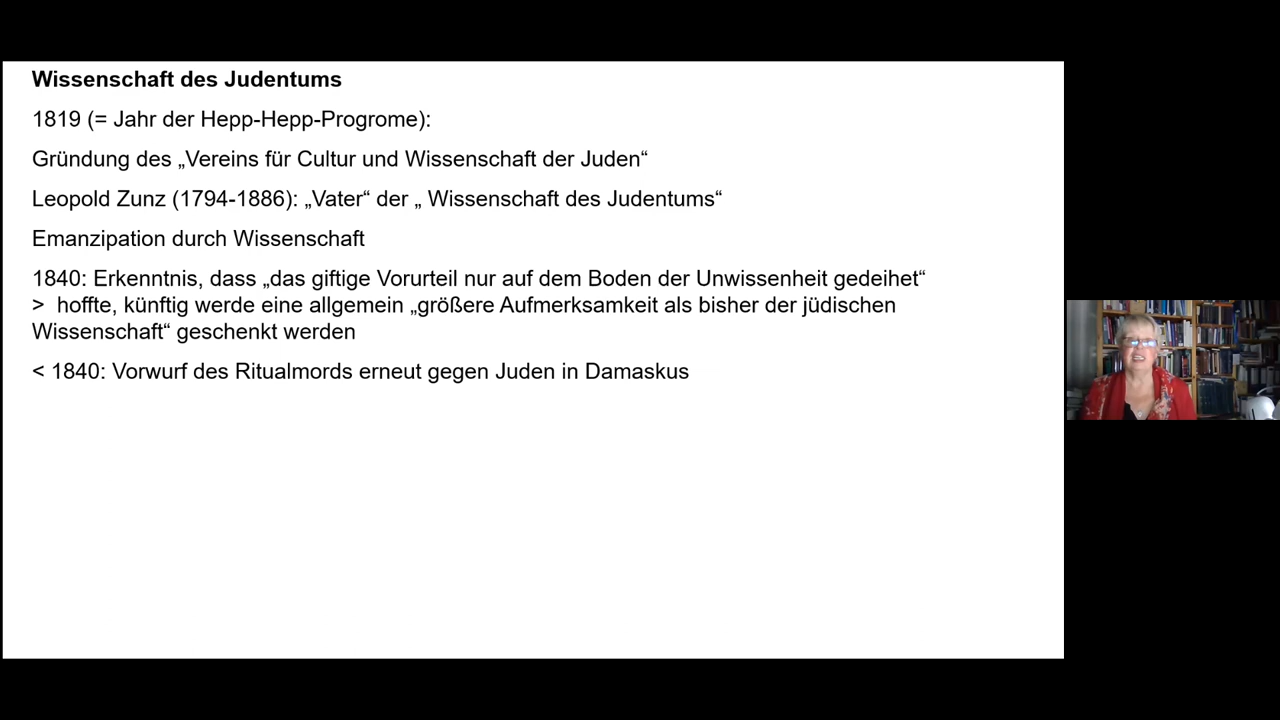 Wissenschaft des Judentums
1819 (= Jahr der Hepp-Hepp-Progrome):
Gründung des „Vereins für Cultur und Wissenschaft der Juden“
Leopold Zunz (1794-1886): „Vater“ der „ Wissenschaft des Judentums“
Emanzipation durch Wissenschaft
1840: Erkenntnis, dass „das giftige Vorurteil nur auf dem Boden der Unwissenheit gedeihet“
> hoffte, künftig werde eine allgemein „größere Aufmerksamkeit als bisher der jüdischen
Wissenschaft“ geschenkt werden
< 1840: Vorwurf des Ritualmords erneut gegen Juden in Damaskus